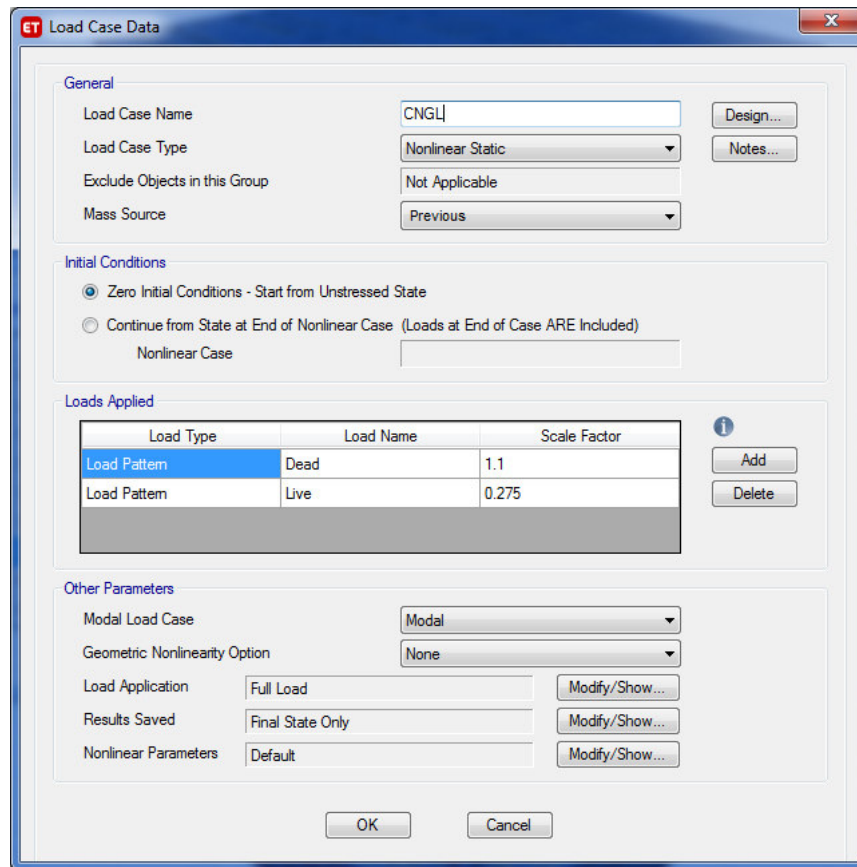 ET Load Case Data
General
Load Case Name CNGL Design...
Load Case Type Nonlinear Static Notes...
Exclude Objects in this Group Not Applicable
Mass Source Previous
Initial Conditions
Zero Initial Conditions - Start from Unstressed State
Continue from State at End of Nonlinear Case (Loads at End of Case ARE Included)
Nonlinear Case
Loads Applied
Load Type Load Name Scale Factor
Load Pattern Dead 1.1 Add
Load Pattern Live 0.275 Delete
Other Parameters
Modal Load Case Modal
Geometric Nonlinearity Option None
Load Application Full Load Modify/Show...
Results Saved Final State Only Modify/Show...
Nonlinear Parameters Default Modify/Show...
OK Cancel